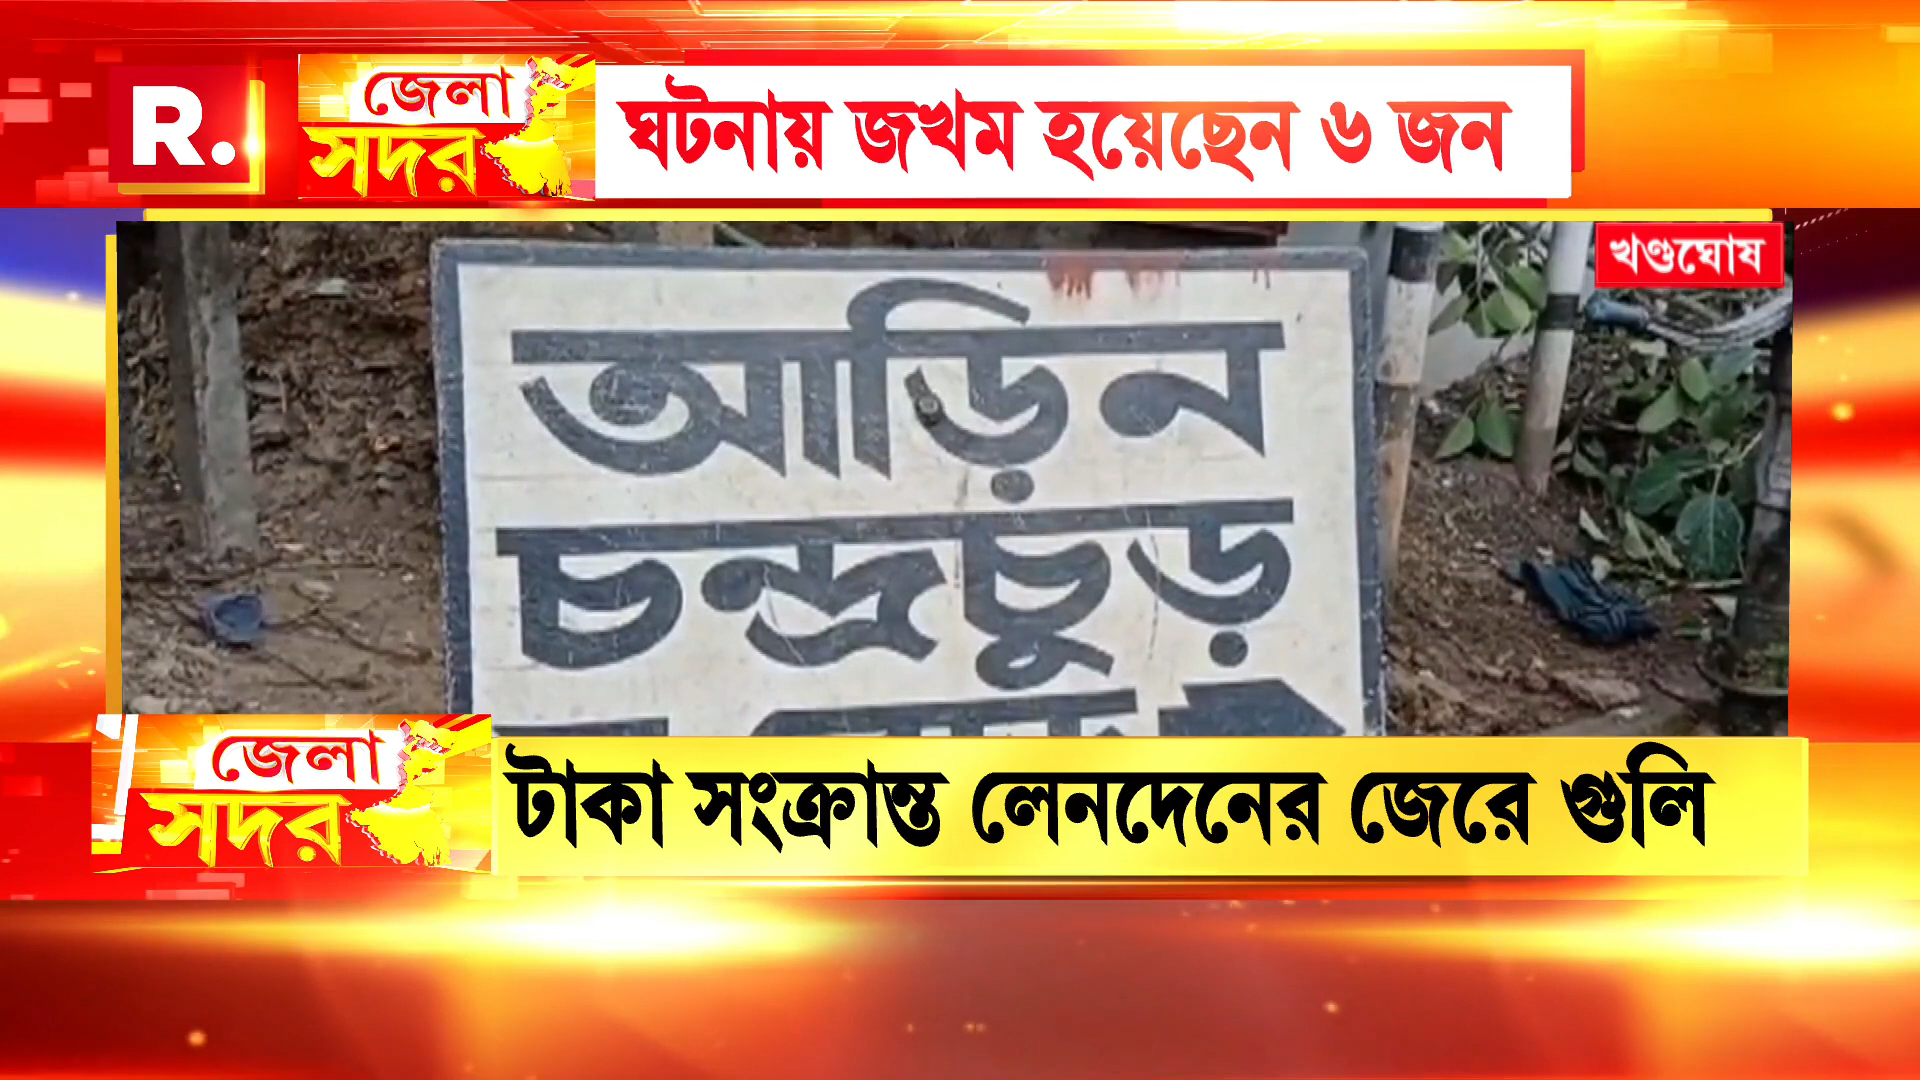 R.
জেলা
সদর
ঘটনায় জখম হয়েছেন ৬ জন
খণ্ডঘোষ
আড়িন
চন্দ্রচুড়
জেলা
সদর
টাকা সংক্রান্ত লেনদেনের জেরে গুলি